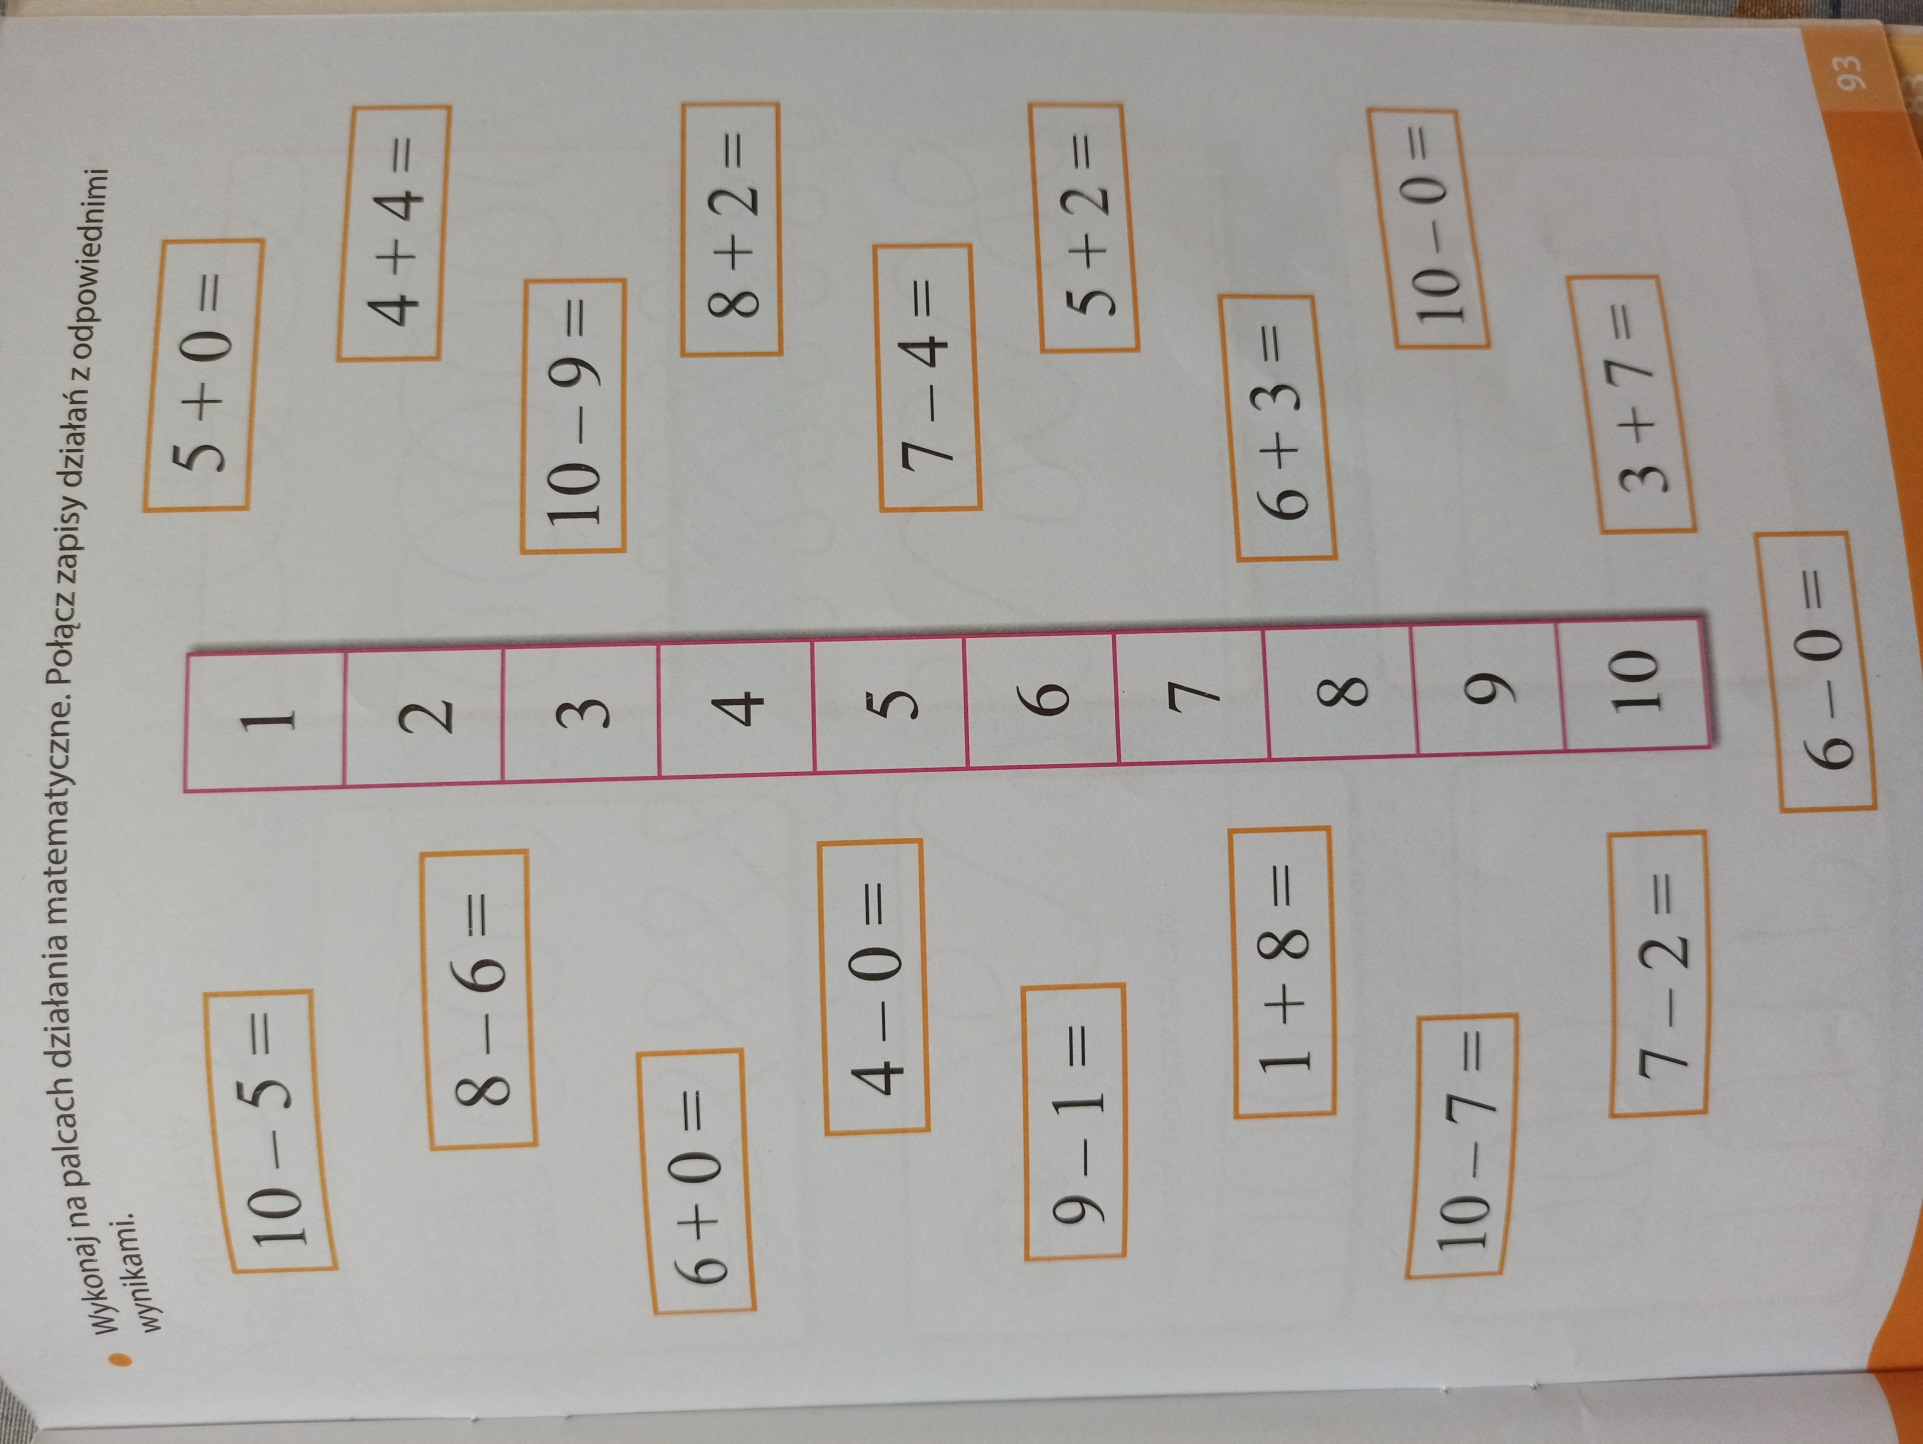 Wykonaj na palcach działania matematyczne. Połącz zapisy działań z odpowiednimi
wynikami.
10 – 5 =
8 – 6 =
6 + 0 =
4 – 0 =
9 – 1 =
1 + 8 =
10 – 7 =
7 – 2 =
1
2
3
4
5
6
7
8
9
10
5 + 0 =
4 + 4 =
10 – 9 =
8 + 2 =
7 – 4 =
5 + 2 =
6 + 3 =
10 – 0 =
3 + 7 =
6 – 0 =
93